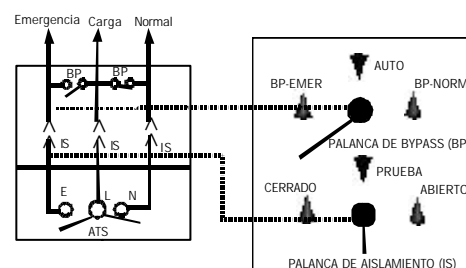 Emergencia Carga Normal
BP BP
IS IS IS
E L N
ATS
AUTO
BP-EMER BP-NORM
PALANCA DE BYPASS (BP
PRUEBA
CERRADO ABIERTO
PALANCA DE AISLAMIENTO (IS)